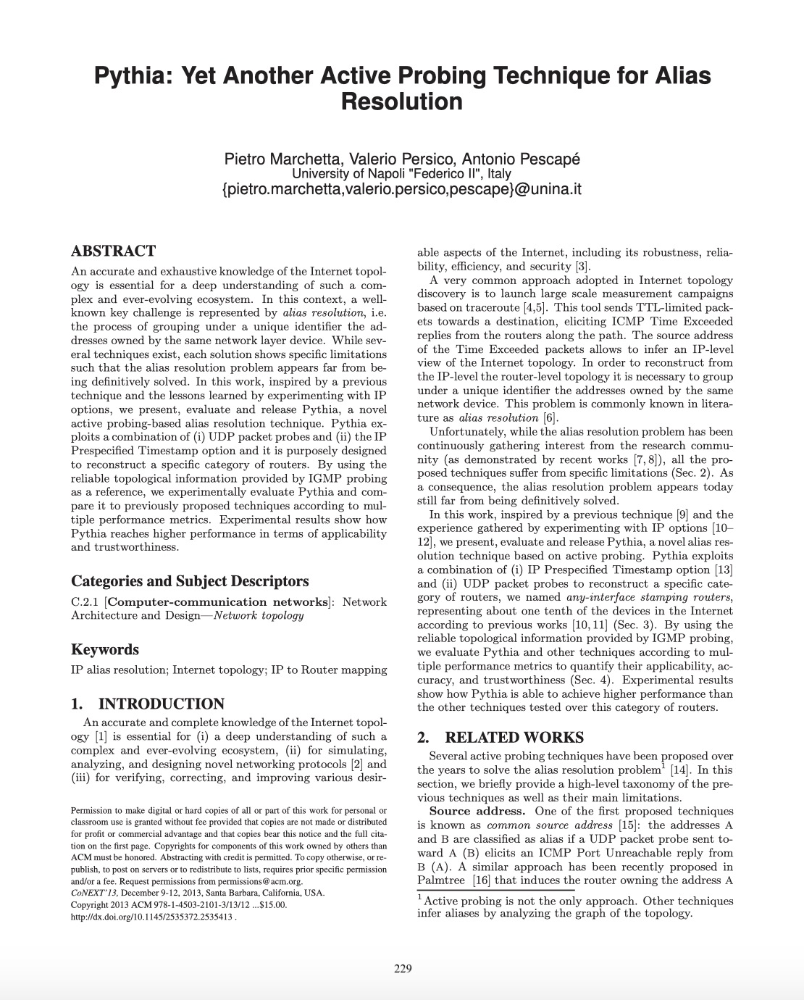 Pythia: Yet Another Active Probing Technique for Alias
Resolution
Pietro Marchetta, Valerio Persico, Antonio Pescapé
University of Napoli "Federico II", Italy
{pietro.marchetta,valerio.persico,pescape}@unina.it
ABSTRACT
An accurate and exhaustive knowledge of the Internet topol-
ogy is essential for a deep understanding of such a com-
plex and ever-evolving ecosystem. In this context, a well-
known key challenge is represented by alias resolution, i.e.
the process of grouping under a unique identifier the ad-
dresses owned by the same network layer device. While sev-
eral techniques exist, each solution shows specific limitations
such that the alias resolution problem appears far from be-
ing definitively solved. In this work, inspired by a previous
technique and the lessons learned by experimenting with IP
options, we present, evaluate and release Pythia, a novel
active probing-based alias resolution technique. Pythia ex-
ploits a combination of (i) UDP packet probes and (ii) the IP
Prespecified Timestamp option and it is purposely designed
to reconstruct a specific category of routers. By using the
reliable topological information provided by IGMP probing
as a reference, we experimentally evaluate Pythia and com-
pare it to previously proposed techniques according to mul-
tiple performance metrics. Experimental results show how
Pythia reaches higher performance in terms of applicability
and trustworthiness.
Categories and Subject Descriptors
C.2.1 [Computer-communication networks]: Network
Architecture and Design—Network topology
Keywords
IP alias resolution; Internet topology; IP to Router mapping
1. INTRODUCTION
An accurate and complete knowledge of the Internet topol-
ogy [1] is essential for (i) a deep understanding of such a
complex and ever-evolving ecosystem, (ii) for simulating,
analyzing, and designing novel networking protocols [2] and
(iii) for verifying, correcting, and improving various desir-
Permission to make digital or hard copies of all or part of this work for personal or
classroom use is granted without fee provided that copies are not made or distributed
for profit or commercial advantage and that copies bear this notice and the full cita-
tion on the first page. Copyrights for components of this work owned by others than
ACM must be honored. Abstracting with credit is permitted. To copy otherwise, or re-
publish, to post on servers or to redistribute to lists, requires prior specific permission
and/or a fee. Request permissions from permissions@acm.org.
CoNEXT'13, December 9-12, 2013, Santa Barbara, California, USA.
Copyright 2013 ACM 978-1-4503-2101-3/13/12 ...$15.00.
http://dx.doi.org/10.1145/2535372.2535413 .
able aspects of the Internet, including its robustness, relia-
bility, efficiency, and security [3].
A very common approach adopted in Internet topology
discovery is to launch large scale measurement campaigns
based on traceroute [4,5]. This tool sends TTL-limited pack-
ets towards a destination, eliciting ICMP Time Exceeded
replies from the routers along the path. The source address
of the Time Exceeded packets allows to infer an IP-level
view of the Internet topology. In order to reconstruct from
the IP-level the router-level topology it is necessary to group
under a unique identifier the addresses owned by the same
network device. This problem is commonly known in litera-
ture as alias resolution [6].
Unfortunately, while the alias resolution problem has been
continuously gathering interest from the research commu-
nity (as demonstrated by recent works [7, 8]), all the pro-
posed techniques suffer from specific limitations (Sec. 2). As
a consequence, the alias resolution problem appears today
still far from being definitively solved.
In this work, inspired by a previous technique [9] and the
experience gathered by experimenting with IP options [10–
12], we present, evaluate and release Pythia, a novel alias res-
olution technique based on active probing. Pythia exploits
a combination of (i) IP Prespecified Timestamp option [13]
and (ii) UDP packet probes to reconstruct a specific cate-
gory of routers, we named any-interface stamping routers,
representing about one tenth of the devices in the Internet
according to previous works [10, 11] (Sec. 3). By using the
reliable topological information provided by IGMP probing,
we evaluate Pythia and other techniques according to mul-
tiple performance metrics to quantify their applicability, ac-
curacy, and trustworthiness (Sec. 4). Experimental results
show how Pythia is able to achieve higher performance than
the other techniques tested over this category of routers.
2. RELATED WORKS
Several active probing techniques have been proposed over
the years to solve the alias resolution problem1 [14]. In this
section, we briefly provide a high-level taxonomy of the pre-
vious techniques as well as their main limitations.
Source address. One of the first proposed techniques
is known as common source address [15]: the addresses A
and B are classified as alias if a UDP packet probe sent to-
ward A (B) elicits an ICMP Port Unreachable reply from
B (A). A similar approach has been recently proposed in
Palmtree [16] that induces the router owning the address A
1 Active probing is not the only approach. Other techniques
infer aliases by analyzing the graph of the topology.
229